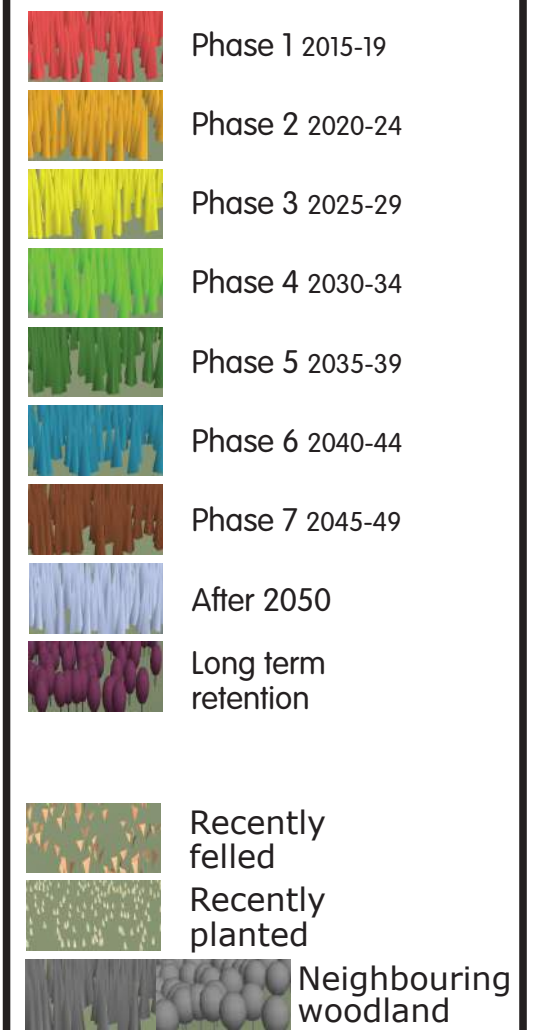 Phase 1 2015-19
Phase 2 2020-24
Phase 3 2025-29
Phase 4 2030-34
Phase 5 2035-39
Phase 6 2040-44
Phase 7 2045-49
After 2050
Long term
retention
Recently
felled
Recently
planted
Neighbouring
woodland